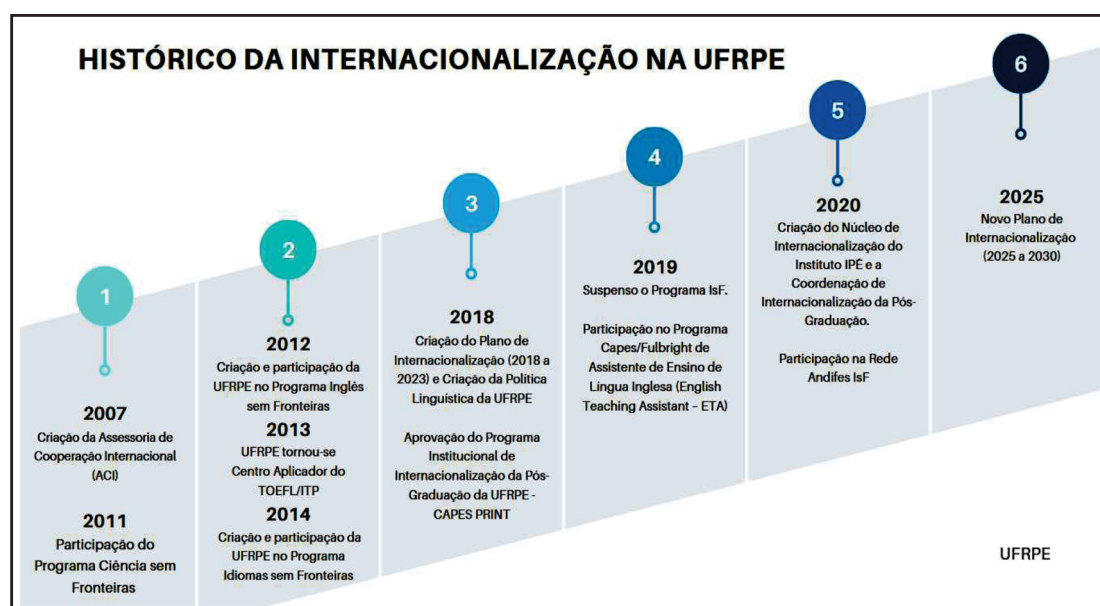 HISTÓRICO DA INTERNACIONALIZAÇÃO NA UFRPE
1
2007
Criação da Assessoria de
Cooperação Internacional
(ACI)
2011
Participação do
Programa Ciência sem
Fronteiras
2
2012
Criação e participação da
UFRPE no Programa Inglês
sem Fronteiras
2013
UFRPE tornou-se
Centro Aplicador do
TOEFL/ITP
2014
Criação e participação da
UFRPE no Programa
Idiomas sem Fronteiras
3
2018
Criação do Plano de
Internacionalização (2018 a
2023) e Criação da Política
Linguística da UFRPE
Aprovação do Programa
Institucional de
Internacionalização da Pós-
Graduação da UFRPE -
CAPES PRINT
4
2019
Suspenso o Programa IsF.
Participação no Programa
Capes/Fulbright de
Assistente de Ensino de
Língua Inglesa (English
Teaching Assistant – ETA)
5
2020
Criação do Núcleo de
Internacionalização do
Instituto IPÊ e a
Coordenação de
Internacionalização da Pós-
Graduação.
Participação na Rede
Andifes IsF
6
2025
Novo Plano de
Internacionalização
(2025 a 2030)
UFRPE